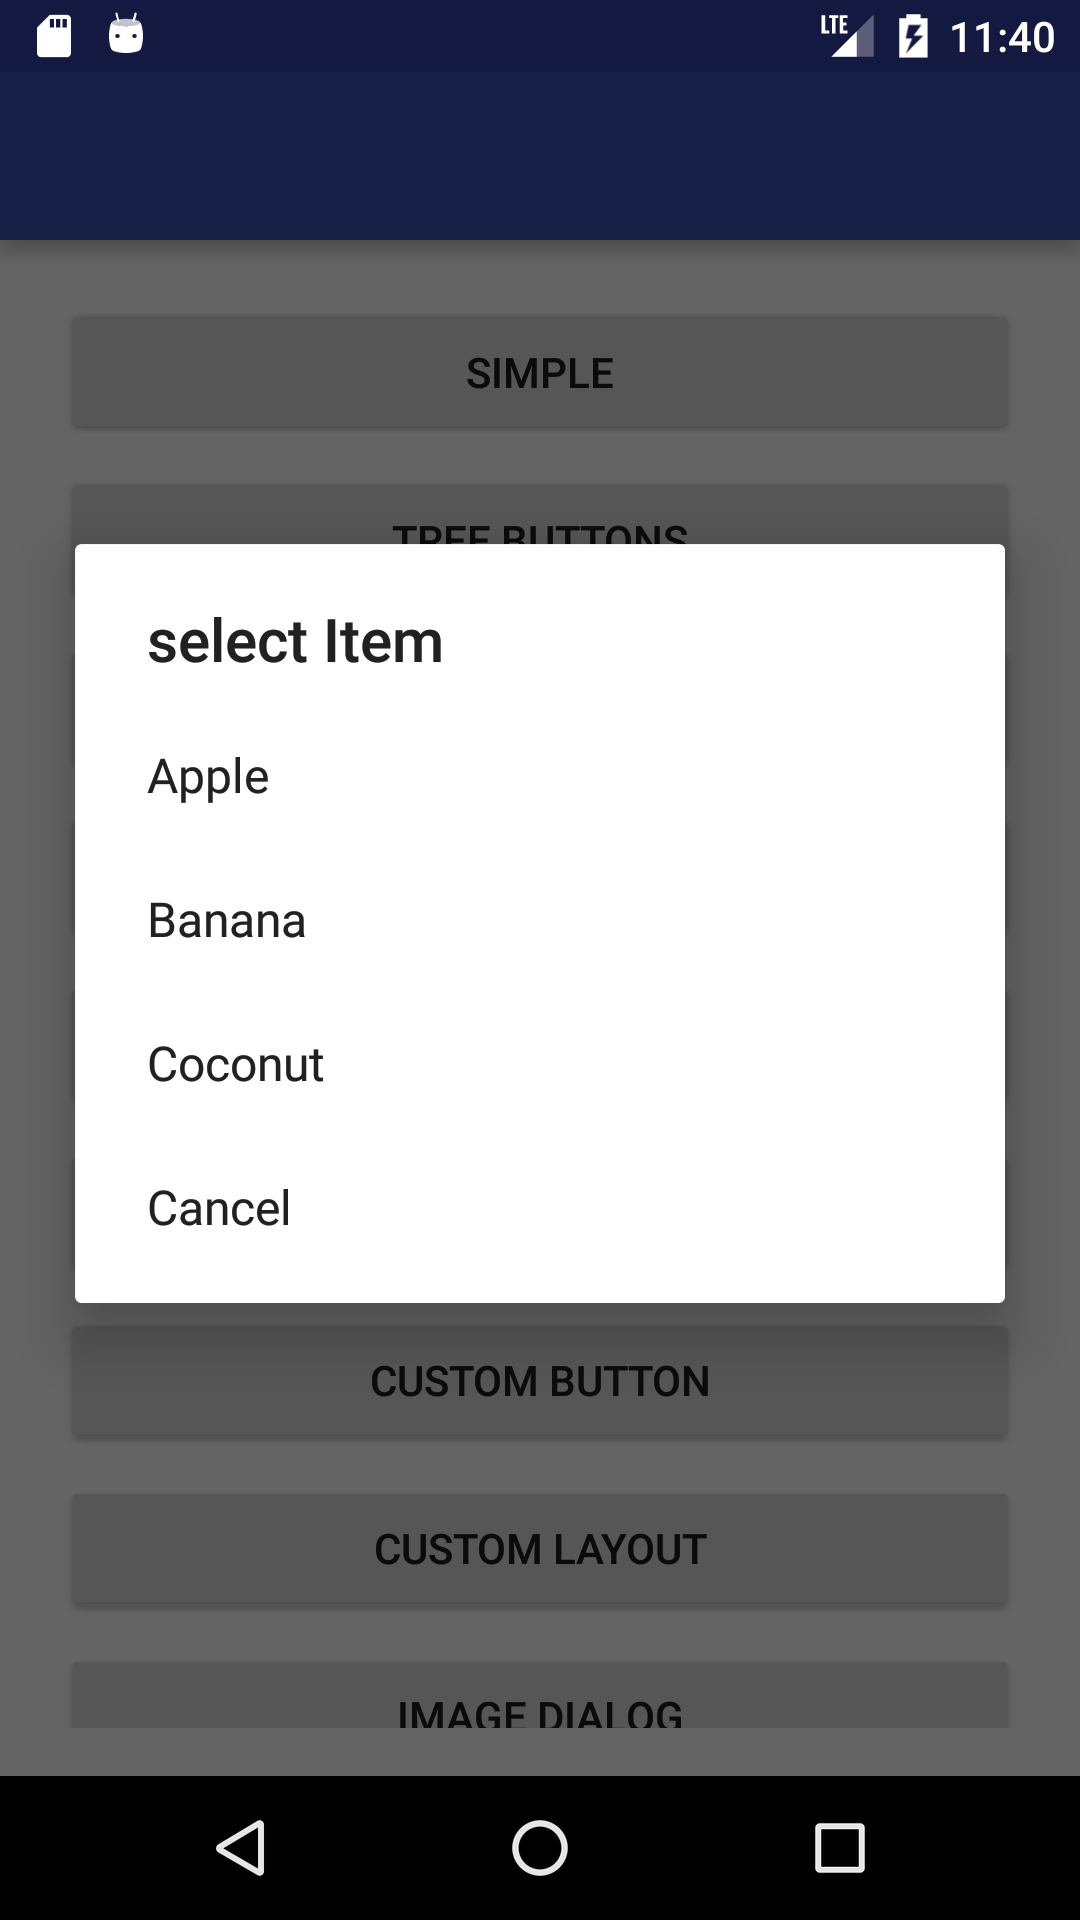 LTE 11:40
SIMPLE
TREE BUTTONS
select Item
Apple
Banana
Coconut
Cancel
CUSTOM BUTTON
CUSTOM LAYOUT
IMAGE DIALOG